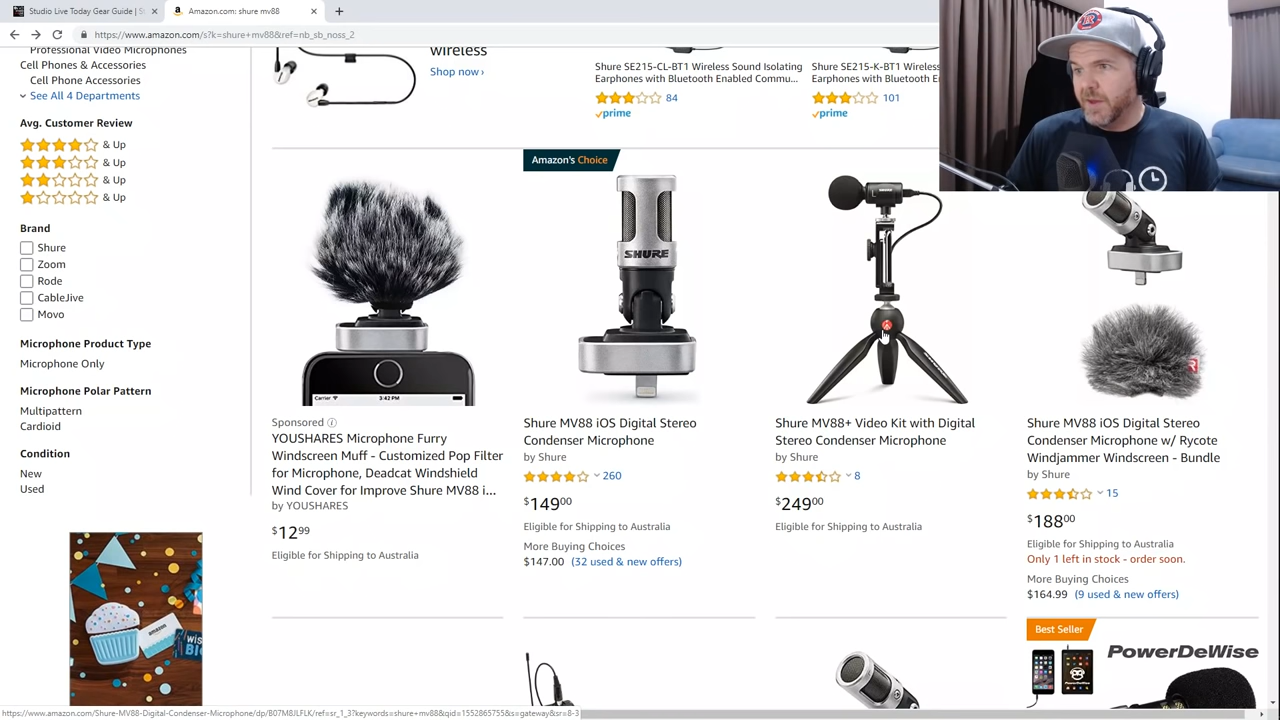 Studio Live Today Gear Guide | S
Amazon.com: shure mv88
https://www.amazon.com/s?k=shure+mv88&ref=nb_sb_noss_2
Professional Video Microphones
Cell Phones & Accessories
Cell Phone Accessories
See All 4 Departments
Avg. Customer Review
& Up
& Up
& Up
& Up
Brand
Shure
Zoom
Rode
CableJive
Movo
Microphone Product Type
Microphone Only
Microphone Polar Pattern
Multipattern
Cardioid
Condition
New
Used
wireless
Shop now ›
Shure SE215-CL-BT1 Wireless Sound Isolating
Earphones with Bluetooth Enabled Commu...
84
prime
Shure SE215-K-BT1 Wireless
Earphones with Bluetooth E
101
prime
Carrier
3:42 PM
Sponsored
YOUSHARES Microphone Furry
Windscreen Muff - Customized Pop Filter
for Microphone, Deadcat Windshield
Wind Cover for Improve Shure MV88 i...
by YOUSHARES
$12.99
Eligible for Shipping to Australia
Amazon's Choice
SHURE
Shure MV88 iOS Digital Stereo
Condenser Microphone
by Shure
260
$149.00
Eligible for Shipping to Australia
More Buying Choices
$147.00 (32 used & new offers)
Shure MV88+ Video Kit with Digital
Stereo Condenser Microphone
by Shure
8
$249.00
Eligible for Shipping to Australia
R
Shure MV88 iOS Digital Stereo
Condenser Microphone w/ Rycote
Windjammer Windscreen - Bundle
by Shure
15
$188.00
Eligible for Shipping to Australia
Only 1 left in stock - order soon.
More Buying Choices
$164.99 (9 used & new offers)
Best Seller
PowerDeWise
PowerDeWise
amazon